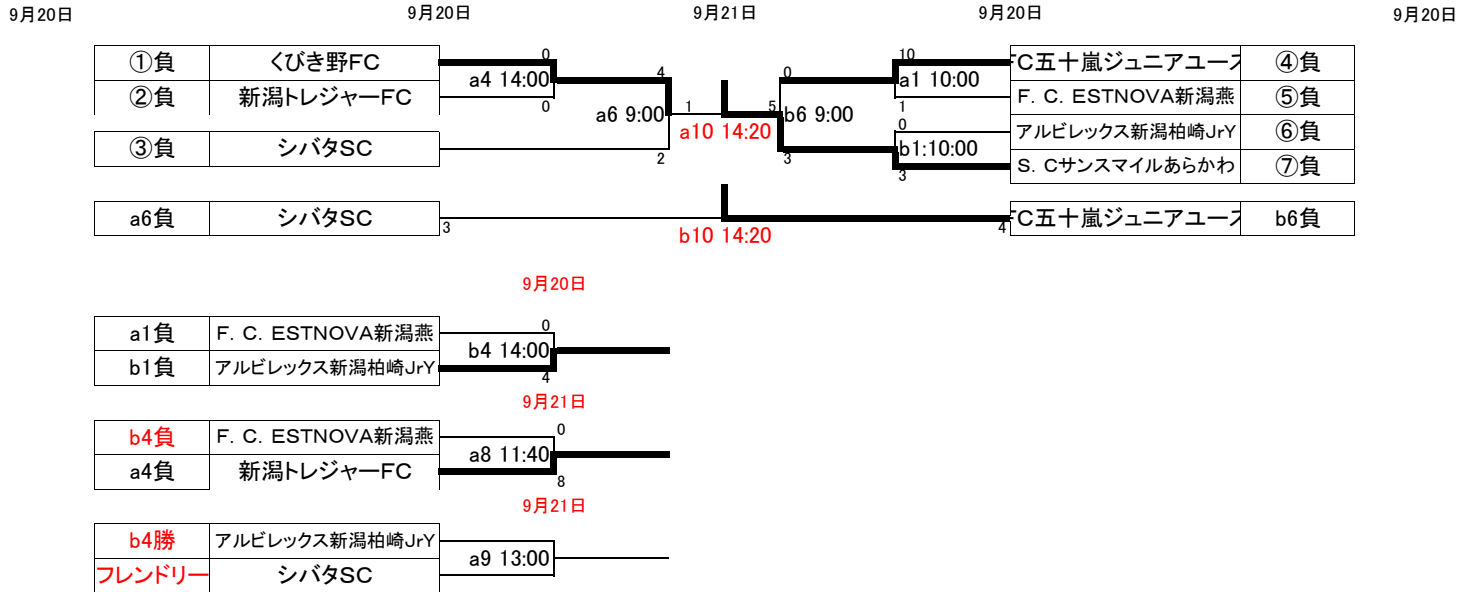 9月20日 9月20日 9月21日 9月20日 9月20日
①負 くびき野FC 0 4 0 10 FC五十嵐ジュニアユース ④負
a4 14:00 a1 10:00
②負 新潟トレジャーFC 0 a6 9:00 1 5 b6 9:00 1 F. C. ESTNOVA新潟燕 ⑤負
a10 14:20 0 アルビレックス新潟柏崎JrY ⑥負
③負 シバタSC 2 3 b1:10:00
3 S. Cサンスマイルあらかわ ⑦負
a6負 シバタSC 3 4 FC五十嵐ジュニアユース b6負
b10 14:20
9月20日
a1負 F. C. ESTNOVA新潟燕 0
b4 14:00
b1負 アルビレックス新潟柏崎JrY 4
9月21日
b4負 F. C. ESTNOVA新潟燕 0
a8 11:40
a4負 新潟トレジャーFC 8
9月21日
b4勝 アルビレックス新潟柏崎JrY
a9 13:00
フレンドリー シバタSC